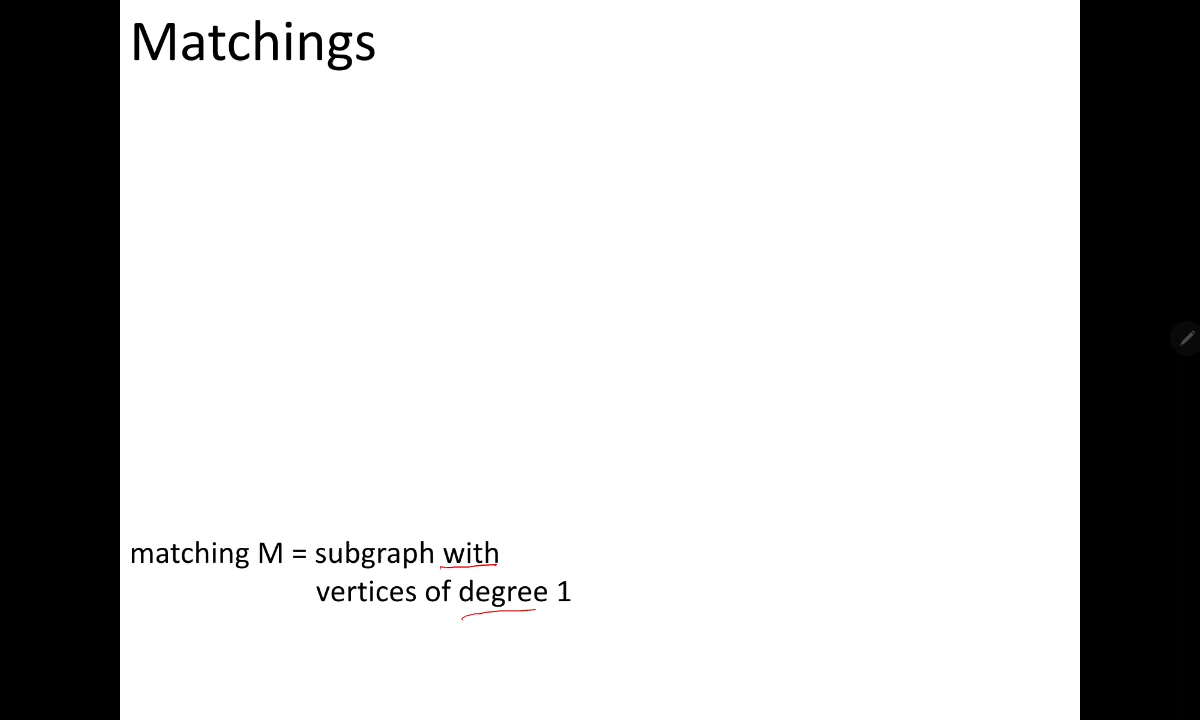 Matchings
matching M = subgraph with
vertices of degree 1